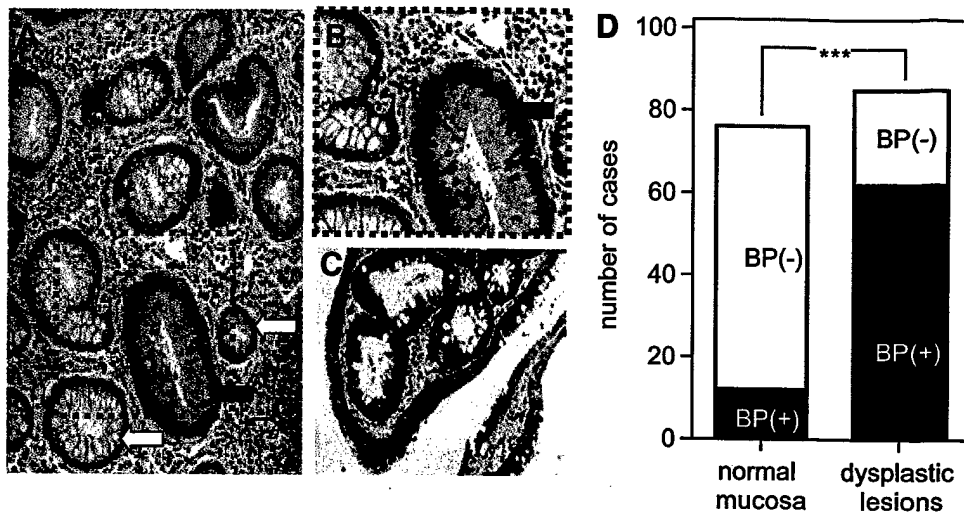 A
B
C
D
number of cases
100
80
60
40
20
0
***
BP(-)
BP(+)
BP(-)
BP(+)
normal
mucosa
dysplastic
lesions